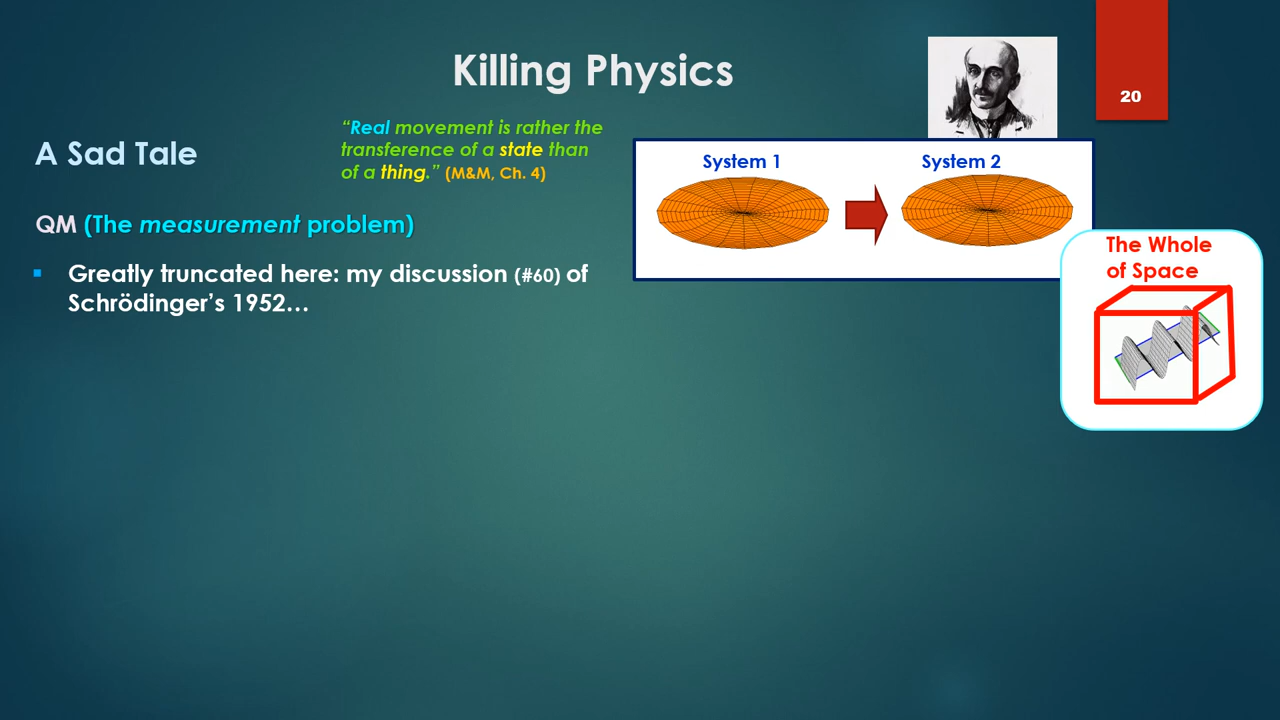 Killing Physics
20
A Sad Tale
“Real movement is rather the
transference of a state than
of a thing.” (M&M, Ch. 4)
System 1
System 2
QM (The measurement problem)
The Whole
of Space
▪ Greatly truncated here: my discussion (#60) of
Schrödinger’s 1952…